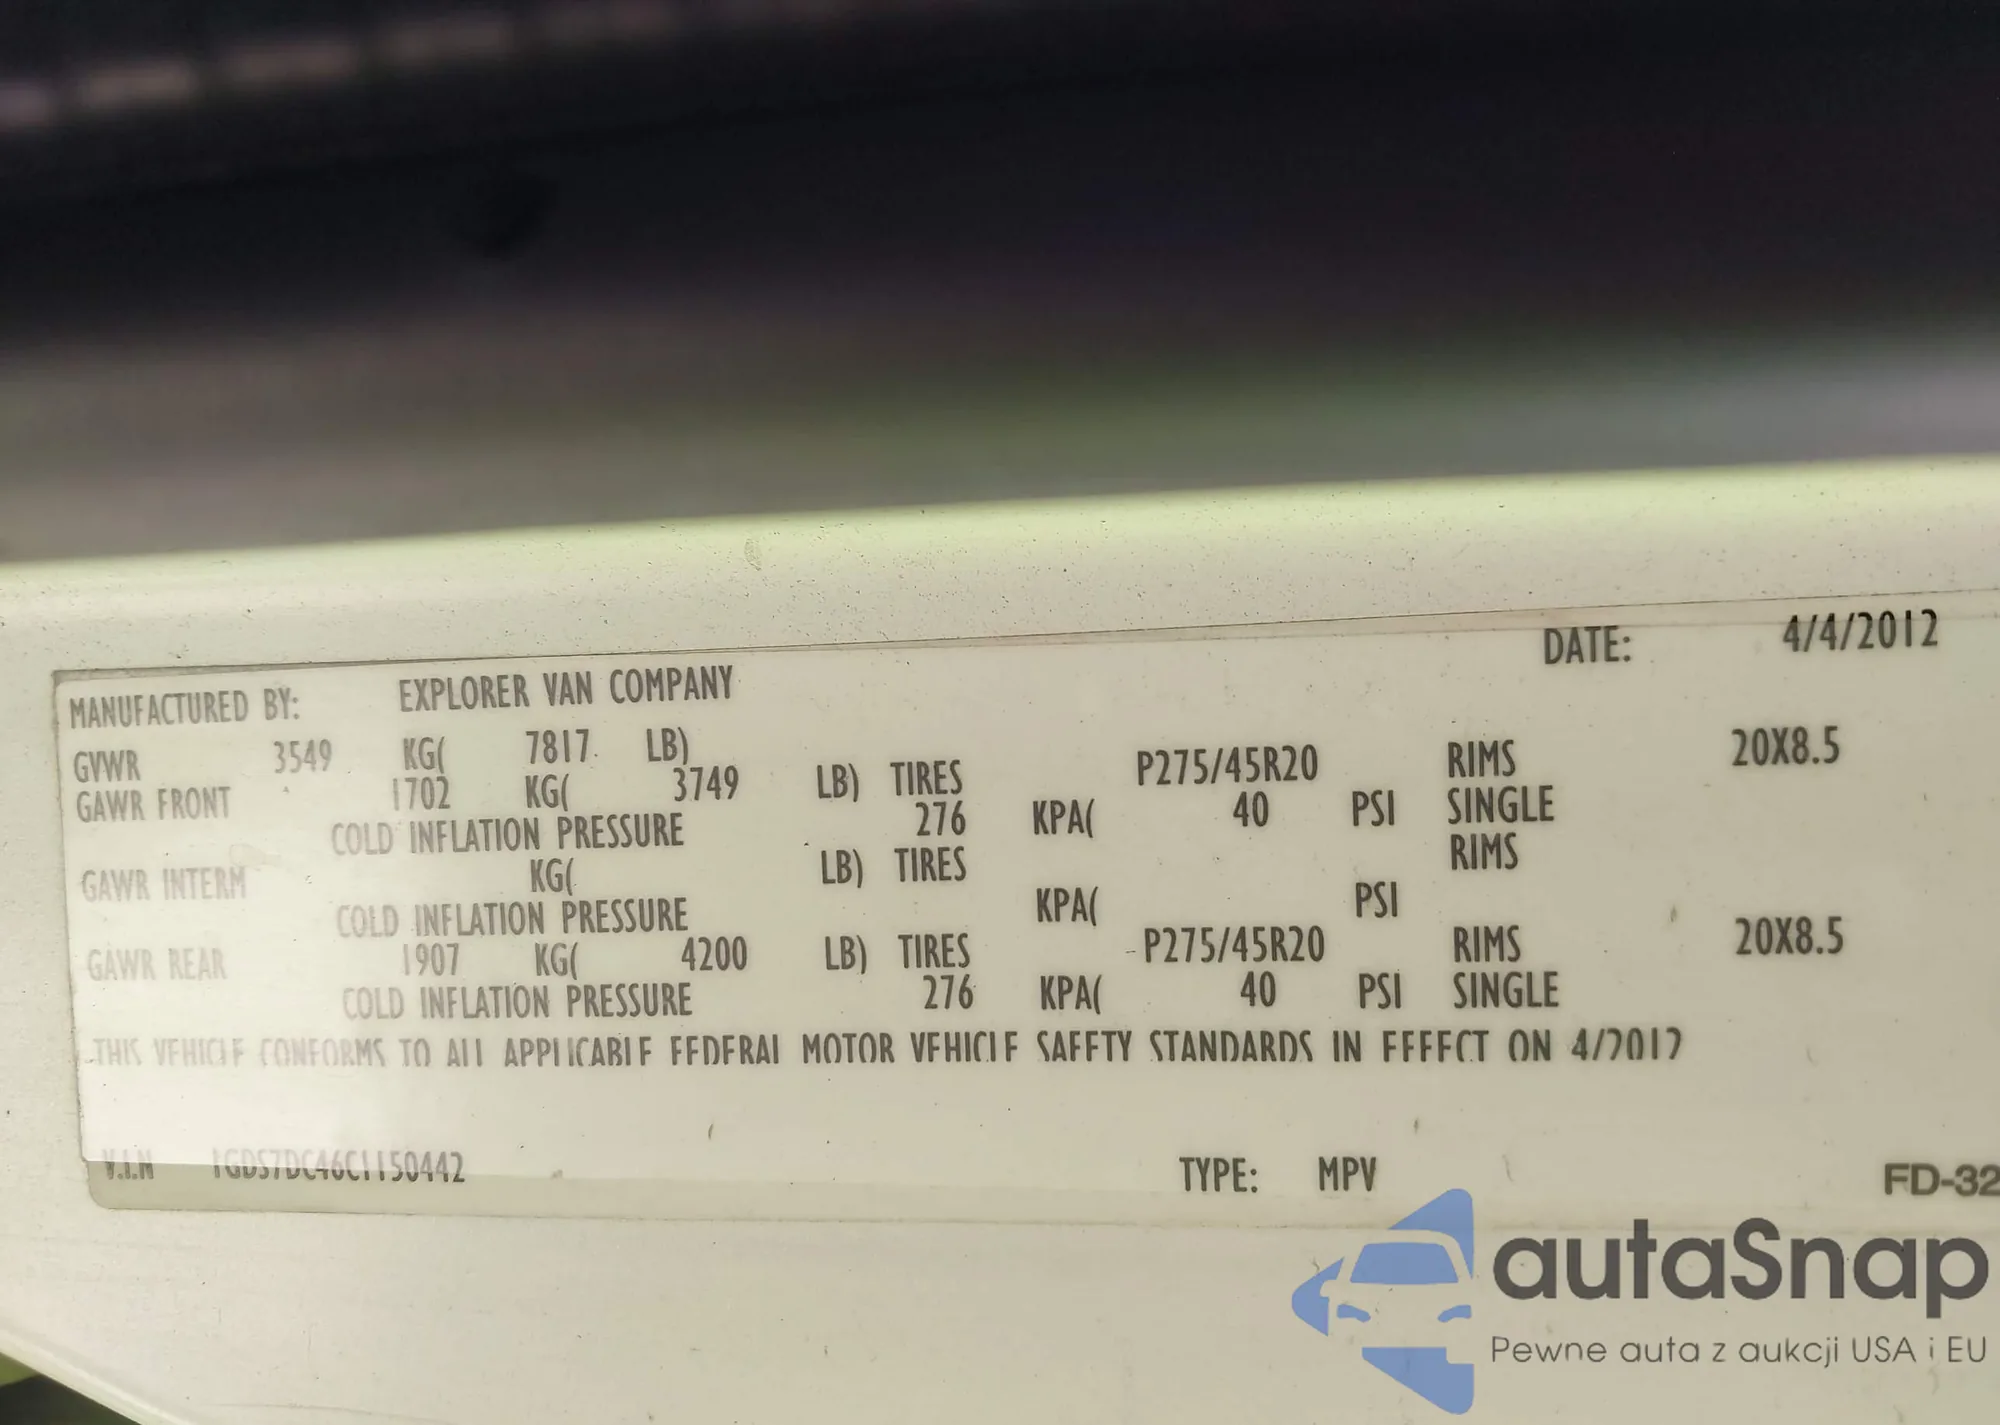 MANUFACTURED BY: EXPLORER VAN COMPANY DATE: 4/4/2012
GVWR 3549 KG( 7817 LB)
GAWR FRONT 1702 KG( 3749 LB) TIRES P275/45R20 RIMS 20X8.5
COLD INFLATION PRESSURE 276 KPA( 40 PSI SINGLE
GAWR INTERM KG( LB) TIRES RIMS
COLD INFLATION PRESSURE KPA( PSI
GAWR REAR 1907 KG( 4200 LB) TIRES P275/45R20 RIMS 20X8.5
COLD INFLATION PRESSURE 276 KPA( 40 PSI SINGLE
THIS VEHICLE CONFORMS TO ALL APPLICABLE FEDERAL MOTOR VEHICLE SAFETY STANDARDS IN EFFECT ON 4/2012
V.I.N 1GDS7DC46C1150442 TYPE: MPV FD-32
autaSnap
Pewne auta z aukcji USA i EU